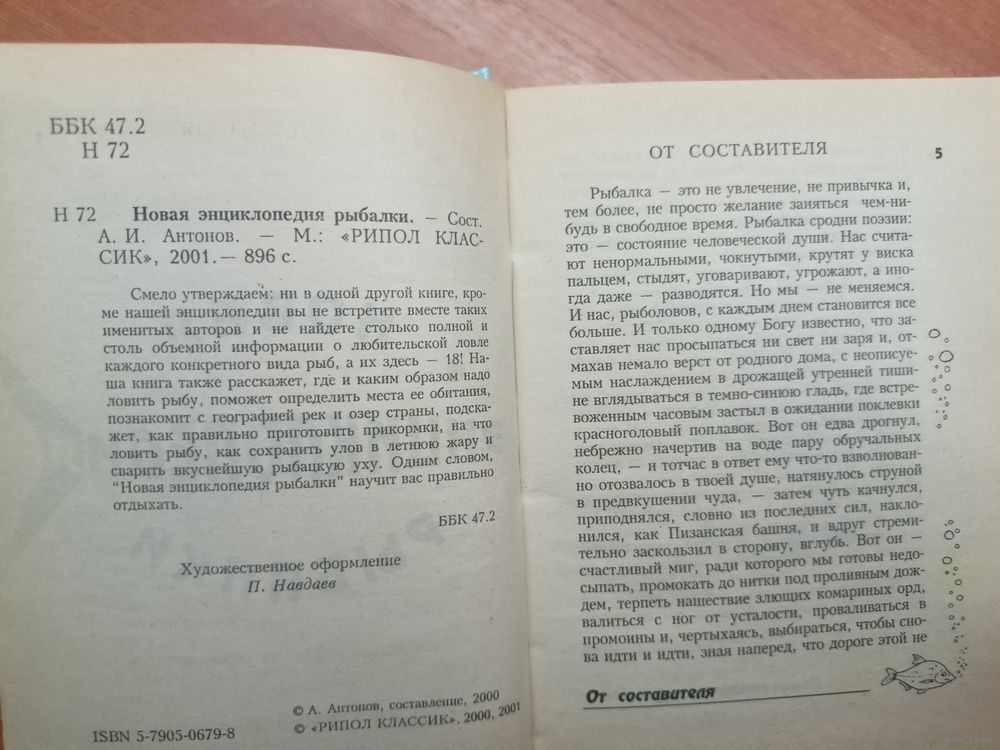 ББК 47.2
Н 72
Н 72 Новая энциклопедия рыбалки. — Сост.
А. И. Антонов. — М.: «РИПОЛ КЛАС-
СИК», 2001.— 896 с.
Смело утверждаем: ни в одной другой книге, кро-
ме нашей энциклопедии вы не встретите вместе таких
именитых авторов и не найдете столько полной и
столь объемной информации о любительской ловле
каждого конкретного вида рыб, а их здесь — 18! На-
ша книга также расскажет, где и каким образом надо
ловить рыбу, поможет определить места ее обитания,
познакомит с географией рек и озер страны, подска-
жет, как правильно приготовить прикормки, на что
ловить рыбу, как сохранить улов в летнюю жару и
сварить вкуснейшую рыбацкую уху. Одним словом,
"Новая энциклопедия рыбалки" научит вас правильно
отдыхать.
ББК 47.2
Художественное оформление
П. Навдаев
© А. Антонов, составление, 2000
© «РИПОЛ КЛАССИК», 2000, 2001
ISBN 5-7905-0679-8
ОТ СОСТАВИТЕЛЯ 5
Рыбалка — это не увлечение, не привычка и,
тем более, не просто желание заняться чем-ни-
будь в свободное время. Рыбалка сродни поэзии:
это — состояние человеческой души. Нас счита-
ют ненормальными, чокнутыми, крутят у виска
пальцем, стыдят, уговаривают, угрожают, а ино-
гда даже — разводятся. Но мы — не меняемся.
И нас, рыболовов, с каждым днем становится все
больше. И только одному Богу известно, что за-
ставляет нас просыпаться ни свет ни заря и, от-
махав немало верст от родного дома, с неописуе-
мым наслаждением в дрожащей утренней тиши-
не вглядываться в темно-синюю гладь, где встре-
воженным часовым застыл в ожидании поклевки
красноголовый поплавок. Вот он едва дрогнул,
небрежно начертив на воде пару обручальных
колец, — и тотчас в ответ ему что-то взволнован-
но отозвалось в твоей душе, натянулось струной
в предвкушении чуда, — затем чуть качнулся,
приподнялся, словно из последних сил, накло-
нился, как Пизанская башня, и вдруг стреми-
тельно заскользил в сторону, вглубь. Вот он —
счастливый миг, ради которого мы готовы недо-
сыпать, промокать до нитки под проливным дож-
дем, терпеть нашествие злющих комариных орд,
валиться с ног от усталости, проваливаться в
промоины и, чертыхаясь, выбираться, чтобы сно-
ва идти и идти, зная наперед, что дороге этой не
От составителя